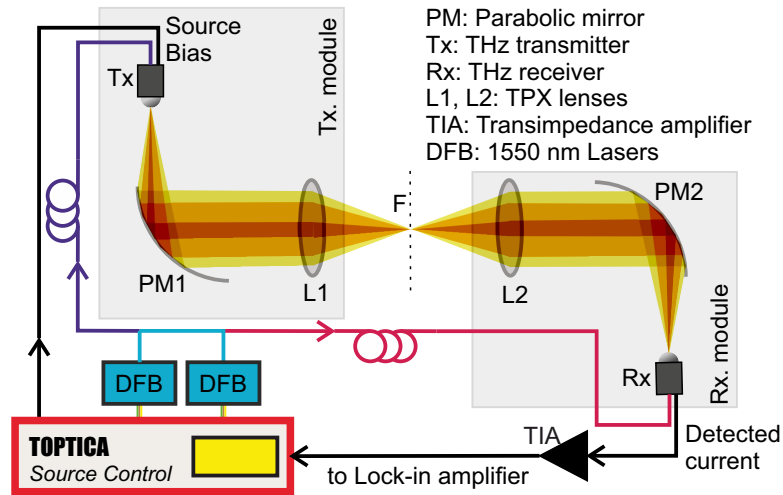 Source
Bias
Tx
Tx. module
PM: Parabolic mirror
Tx: THz transmitter
Rx: THz receiver
L1, L2: TPX lenses
TIA: Transimpedance amplifier
DFB: 1550 nm Lasers
PM1
L1
F
L2
PM2
Rx
Rx. module
DFB
DFB
TOPTICA
Source Control
TIA
to Lock-in amplifier
Detected
current